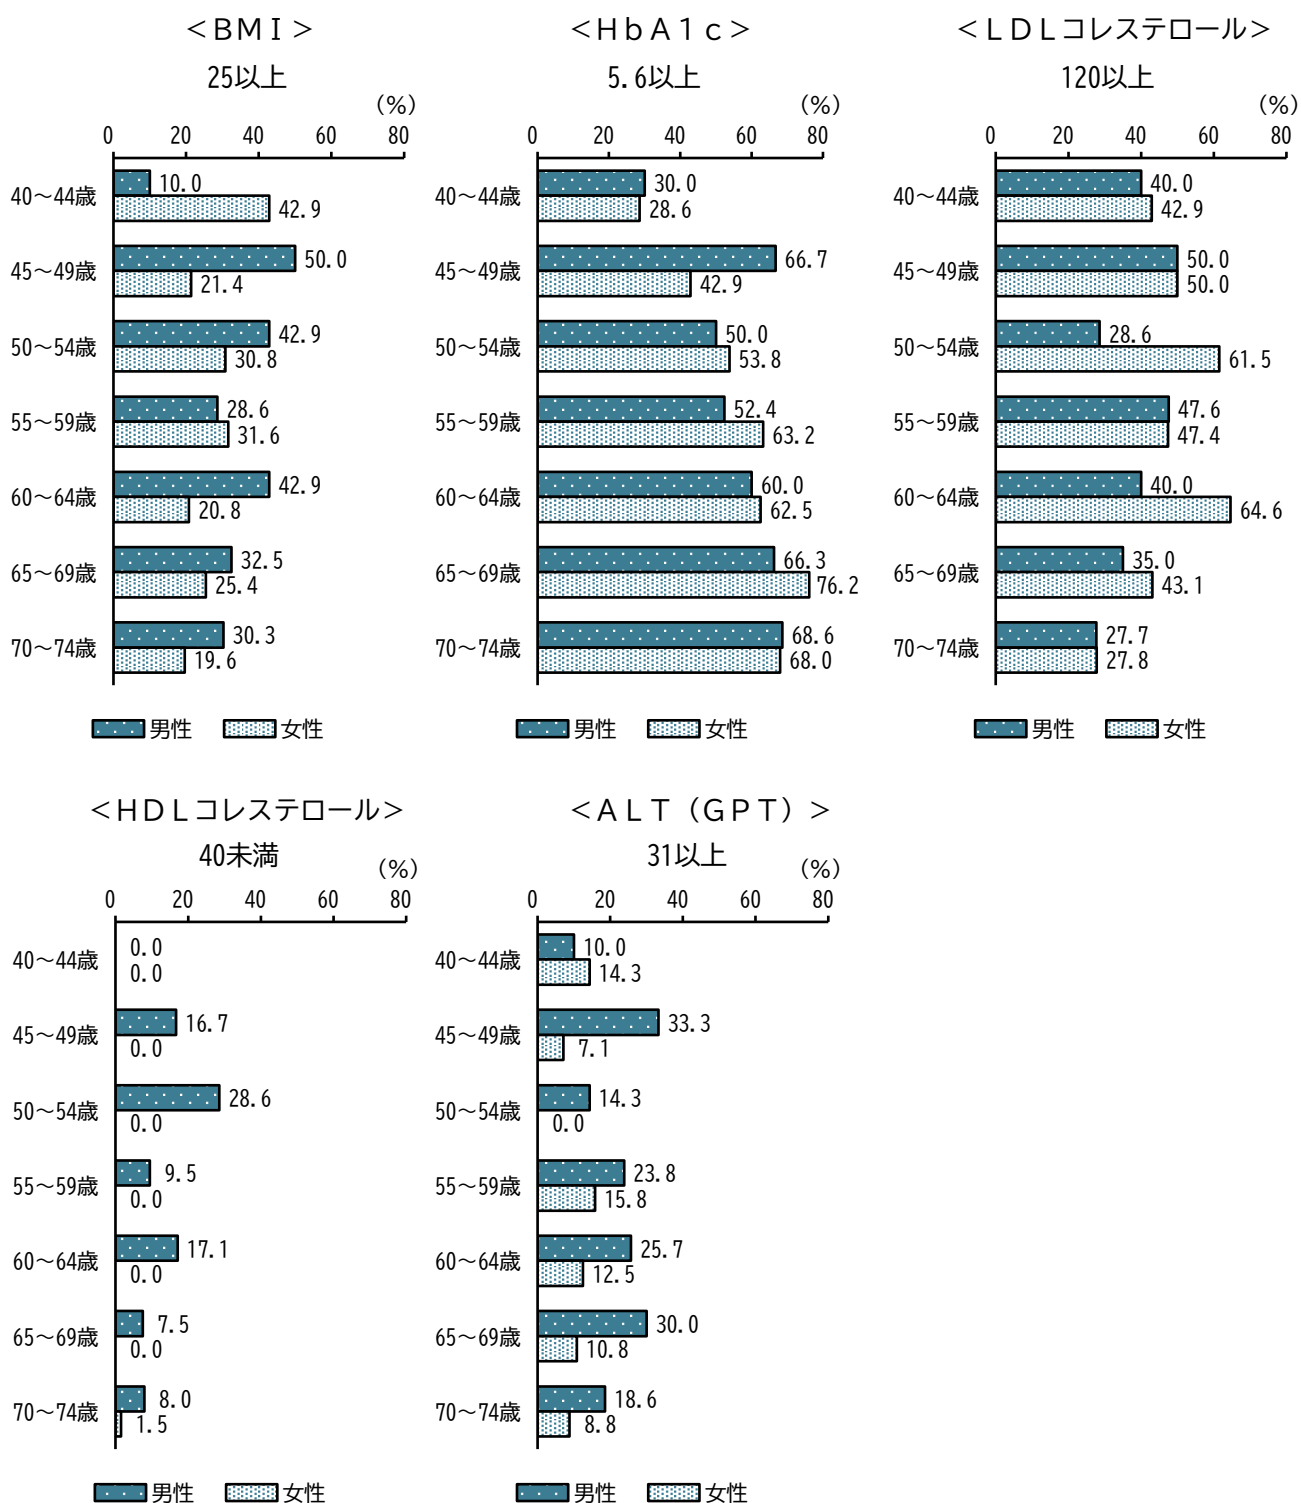 ＜ＢＭＩ＞
25以上
(％)
0 20 40 60 80
40～44歳 10.0 42.9
45～49歳 50.0 21.4
50～54歳 42.9 30.8
55～59歳 28.6 31.6
60～64歳 42.9 20.8
65～69歳 32.5 25.4
70～74歳 30.3 19.6
男性 女性
＜ＨｂＡ１ｃ＞
5.6以上
(％)
0 20 40 60 80
40～44歳 30.0 28.6
45～49歳 66.7 42.9
50～54歳 50.0 53.8
55～59歳 52.4 63.2
60～64歳 60.0 62.5
65～69歳 66.3 76.2
70～74歳 68.6 68.0
男性 女性
＜ＬＤＬコレステロール＞
120以上
(％)
0 20 40 60 80
40～44歳 40.0 42.9
45～49歳 50.0 50.0
50～54歳 28.6 61.5
55～59歳 47.6 47.4
60～64歳 40.0 64.6
65～69歳 35.0 43.1
70～74歳 27.7 27.8
男性 女性
＜ＨＤＬコレステロール＞
40未満
(％)
0 20 40 60 80
40～44歳 0.0 0.0
45～49歳 16.7 0.0
50～54歳 28.6 0.0
55～59歳 9.5 0.0
60～64歳 17.1 0.0
65～69歳 7.5 0.0
70～74歳 8.0 1.5
男性 女性
＜ＡＬＴ（ＧＰＴ）＞
31以上
(％)
0 20 40 60 80
40～44歳 10.0 14.3
45～49歳 33.3 7.1
50～54歳 14.3 0.0
55～59歳 23.8 15.8
60～64歳 25.7 12.5
65～69歳 30.0 10.8
70～74歳 18.6 8.8
男性 女性